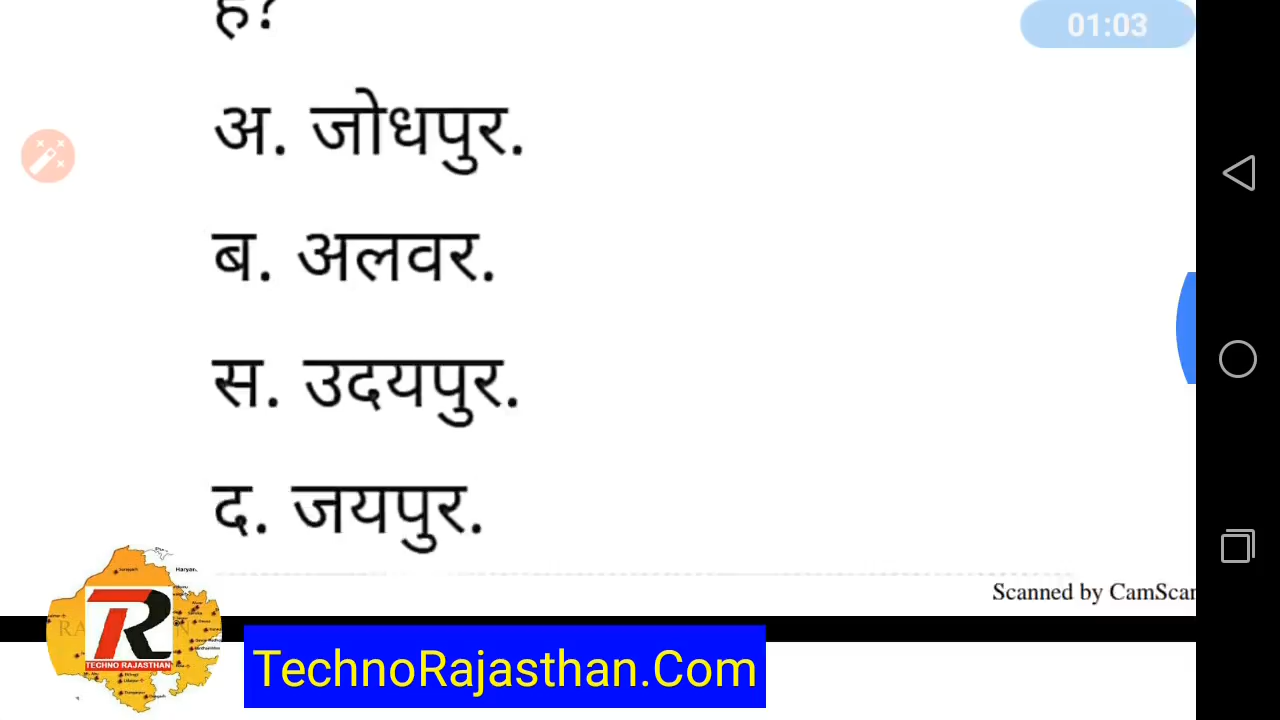 है?
01:03
अ. जोधपुर.
ब. अलवर.
स. उदयपुर.
द. जयपुर.
Scanned by CamScan
TECHNO RAJASTHAN
TechnoRajasthan.Com